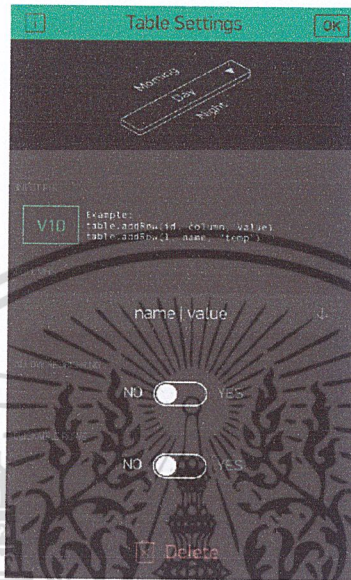 i Table Settings OK
Morning
Day
Night
V10
Example:
table.addRow(id, column, value)
table.addRow(1, name, "temp")
name | value
NO YES
NO YES
X Delete